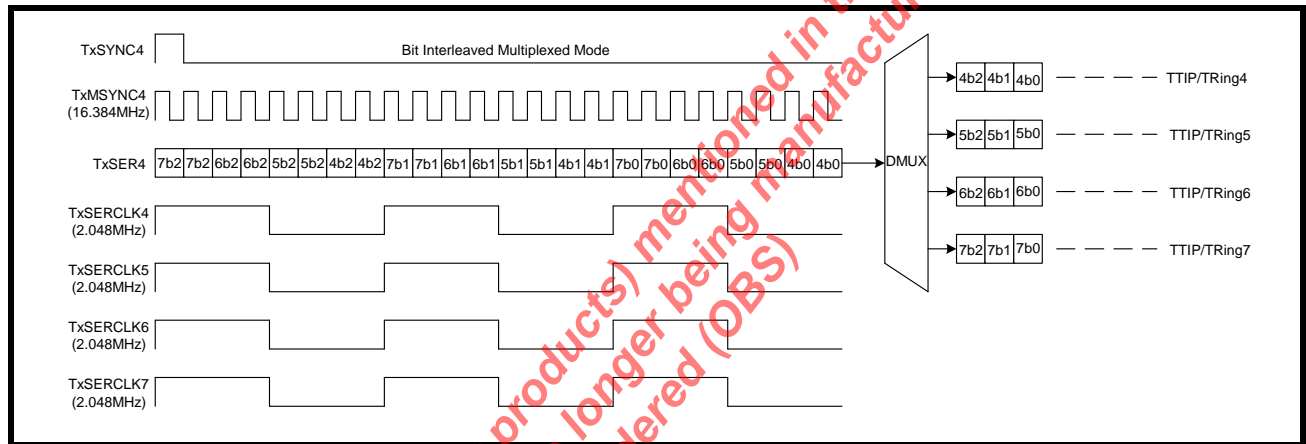 TxSYNC4
Bit Interleaved Multiplexed Mode
TxMSYNC4
(16.384MHz)
TxSER4
7b2 7b2 6b2 6b2 5b2 5b2 4b2 4b2 7b1 7b1 6b1 6b1 5b1 5b1 4b1 4b1 7b0 7b0 6b0 6b0 5b0 5b0 4b0 4b0
DMUX
4b2 4b1 4b0
TTIP/TRing4
5b2 5b1 5b0
TTIP/TRing5
6b2 6b1 6b0
TTIP/TRing6
7b2 7b1 7b0
TTIP/TRing7
TxSERCLK4
(2.048MHz)
TxSERCLK5
(2.048MHz)
TxSERCLK6
(2.048MHz)
TxSERCLK7
(2.048MHz)
products) mentioned in
longer being manufactu
dered (OBS)